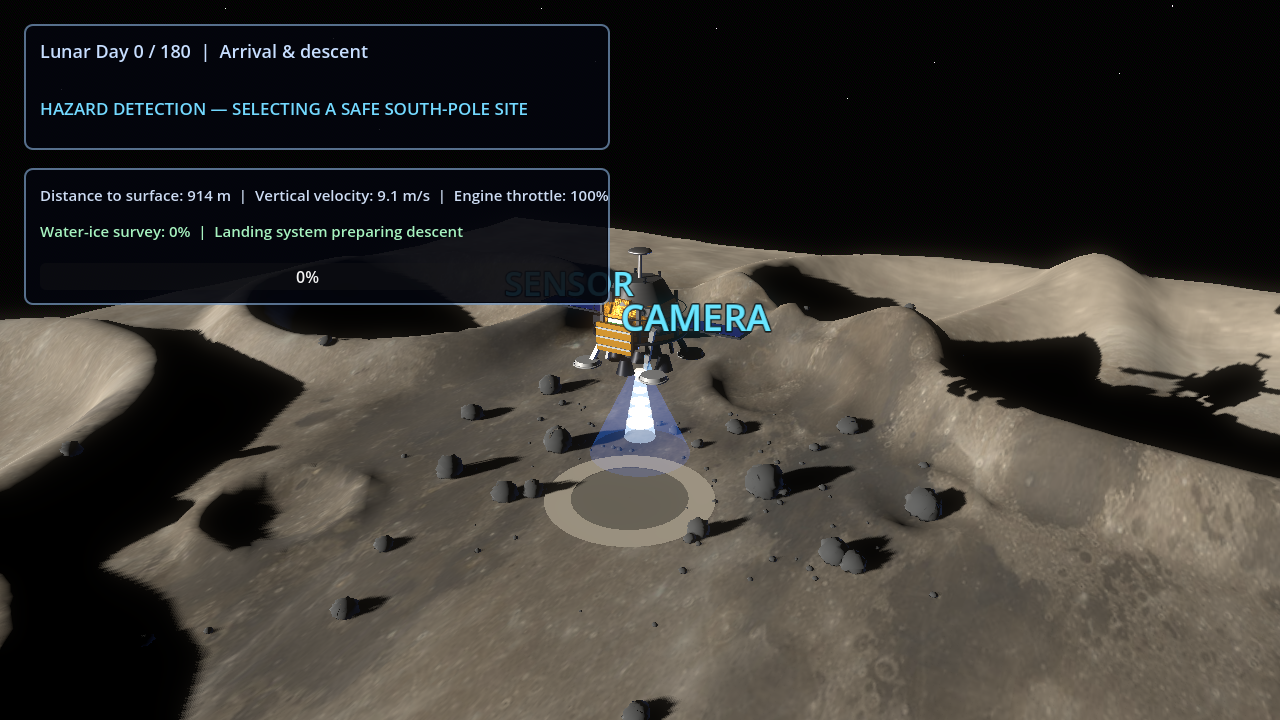 Lunar Day 0 / 180 | Arrival & descent
HAZARD DETECTION — SELECTING A SAFE SOUTH-POLE SITE
Distance to surface: 914 m | Vertical velocity: 9.1 m/s | Engine throttle: 100%
Water-ice survey: 0% | Landing system preparing descent
0%
SENSOR
CAMERA